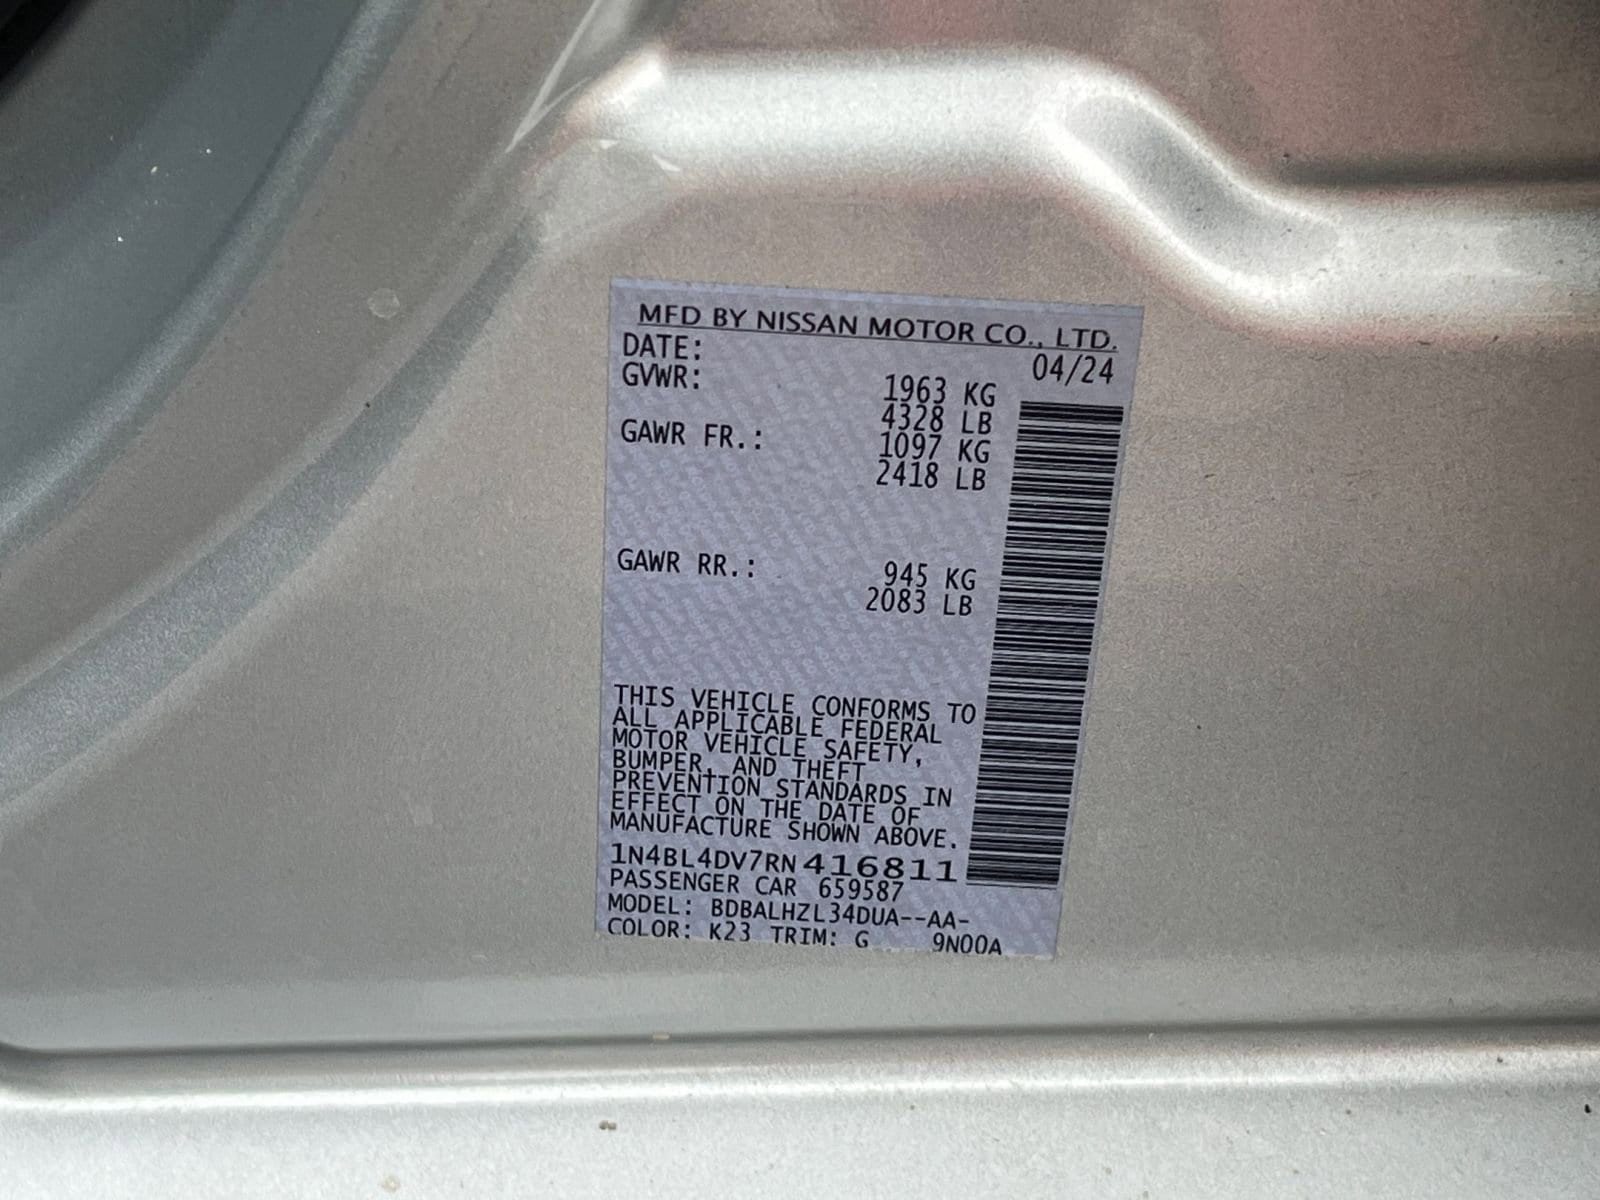 MFD BY NISSAN MOTOR CO., LTD.
DATE: 04/24
GVWR: 1963 KG
4328 LB
GAWR FR.: 1097 KG
2418 LB
GAWR RR.: 945 KG
2083 LB
THIS VEHICLE CONFORMS TO
ALL APPLICABLE FEDERAL
MOTOR VEHICLE SAFETY,
BUMPER, AND THEFT
PREVENTION STANDARDS IN
EFFECT ON THE DATE OF
MANUFACTURE SHOWN ABOVE.
1N4BL4DV7RN416811
PASSENGER CAR 659587
MODEL: BDBALHZL34DUA--AA-
COLOR: K23 TRIM: G 9N00A